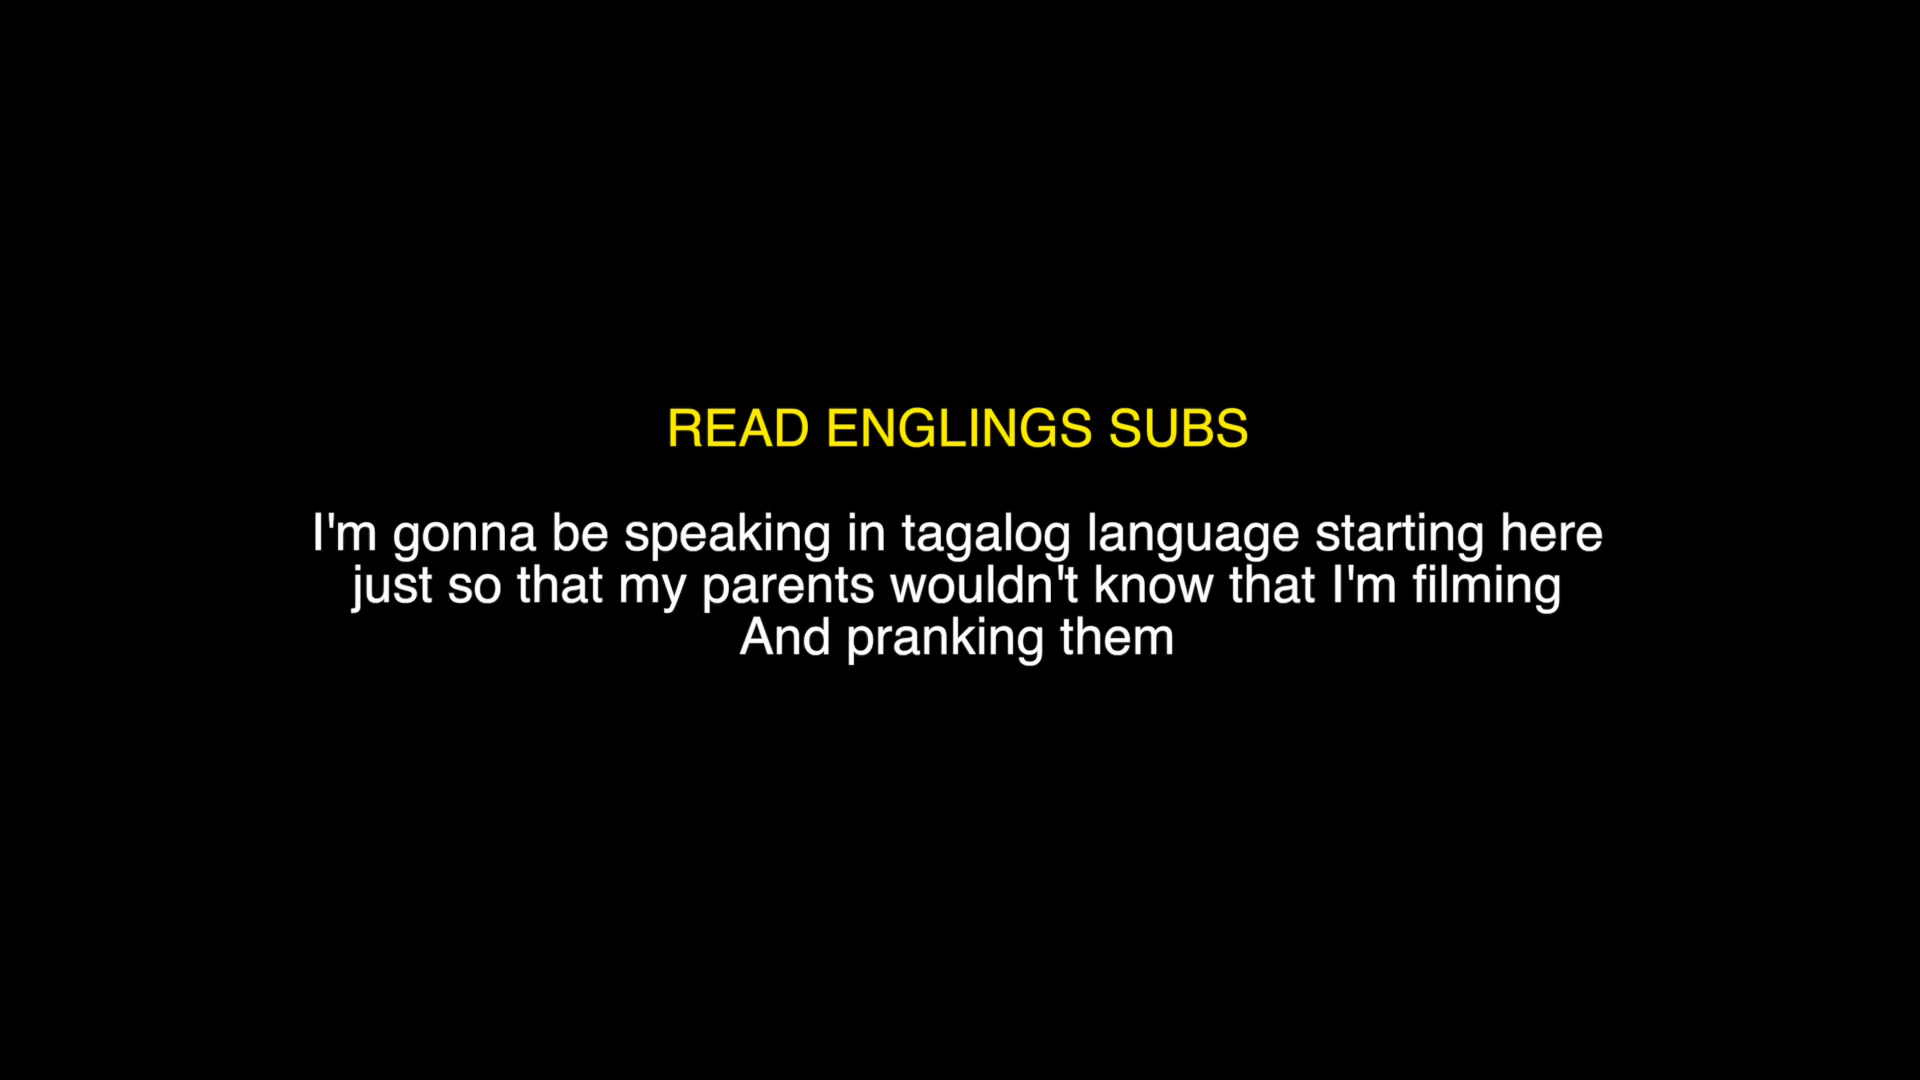 READ ENGLINGS SUBS
I'm gonna be speaking in tagalog language starting here
just so that my parents wouldn't know that I'm filming
And pranking them